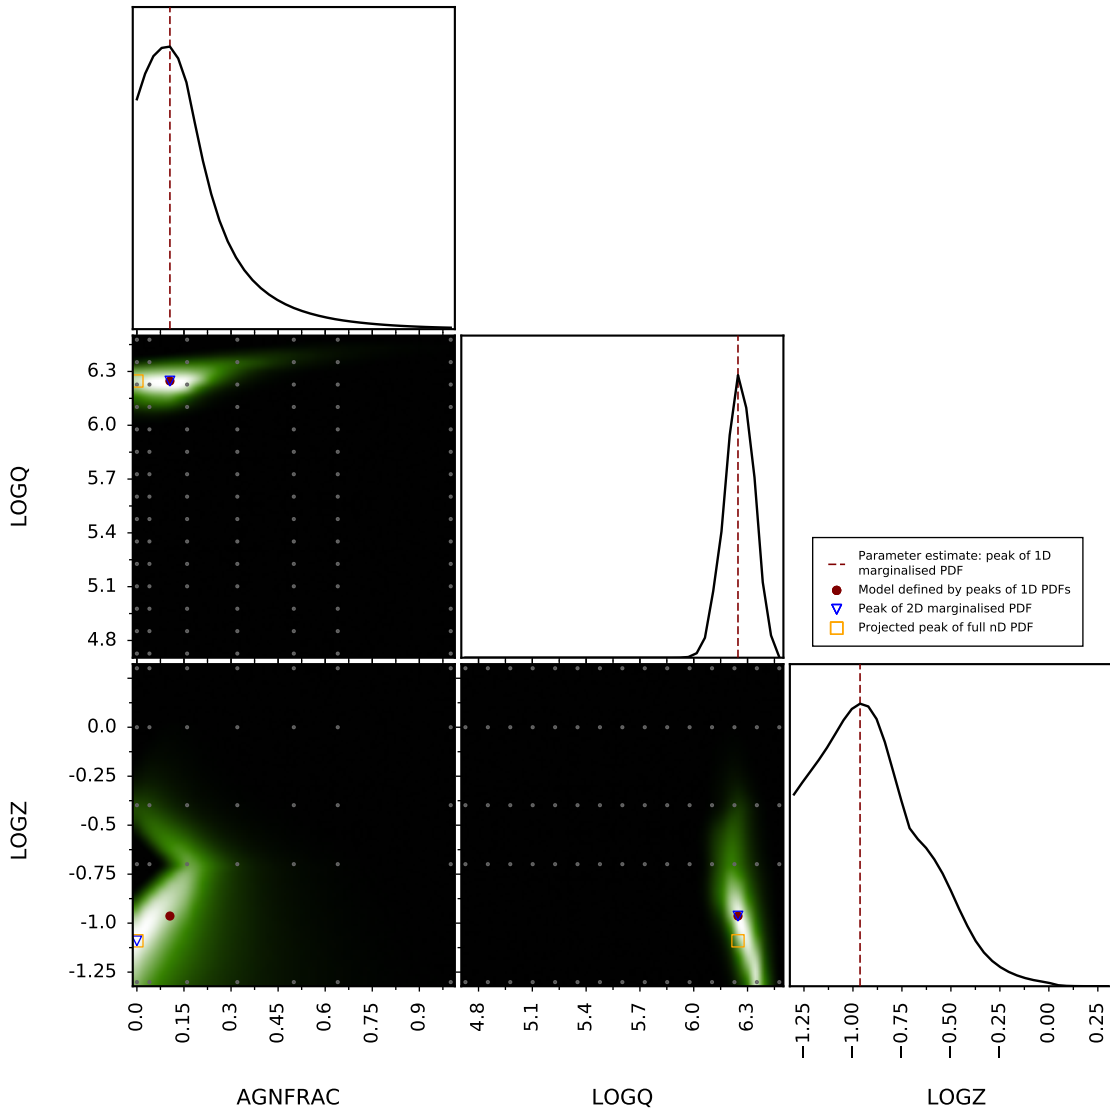 LOGQ
6.3
6.0
5.7
5.4
5.1
4.8
Parameter estimate: peak of 1D
marginalised PDF
Model defined by peaks of 1D PDFs
Peak of 2D marginalised PDF
Projected peak of full nD PDF
LOGZ
0.0
-0.25
-0.5
-0.75
-1.0
-1.25
0.0 0.15 0.3 0.45 0.6 0.75 0.9
4.8 5.1 5.4 5.7 6.0 6.3
−1.25 −1.00 −0.75 −0.50 −0.25 0.00 0.25
AGNFRAC LOGQ LOGZ